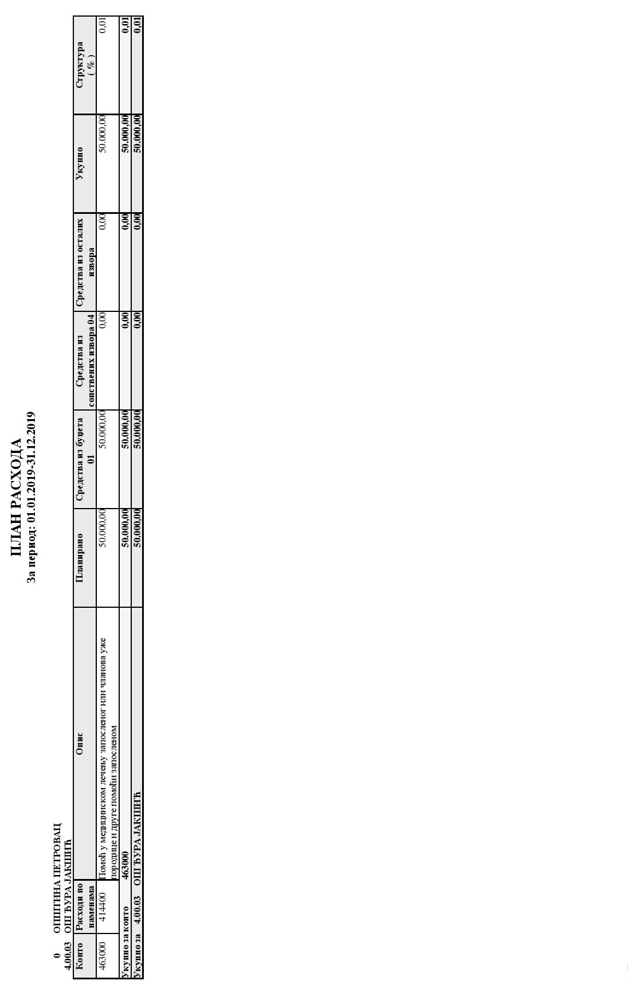 ПЛАН РАСХОДА
За период: 01.01.2019-31.12.2019
0 ОПШТИНА ПЕТРОВАЦ
4.00.03 ОШ ЂУРА ЈАКШИЋ
Конто Расходи по наменама Опис Планирано Средства из буџета 01 Средства из сопствених извора 04 Средства из осталих извора Укупно Структура ( % )
463000 414400 Помоћ у медицинском лечењу запосленог или чланова уже 50.000,00 50.000,00 0,00 0,00 50.000,00 0,01
породице и друге помоћи запосленом
Укупно за конто 463000 50.000,00 50.000,00 0,00 0,00 50.000,00 0,01
Укупно за 4.00.03 ОШ ЂУРА ЈАКШИЋ 50.000,00 50.000,00 0,00 0,00 50.000,00 0,01